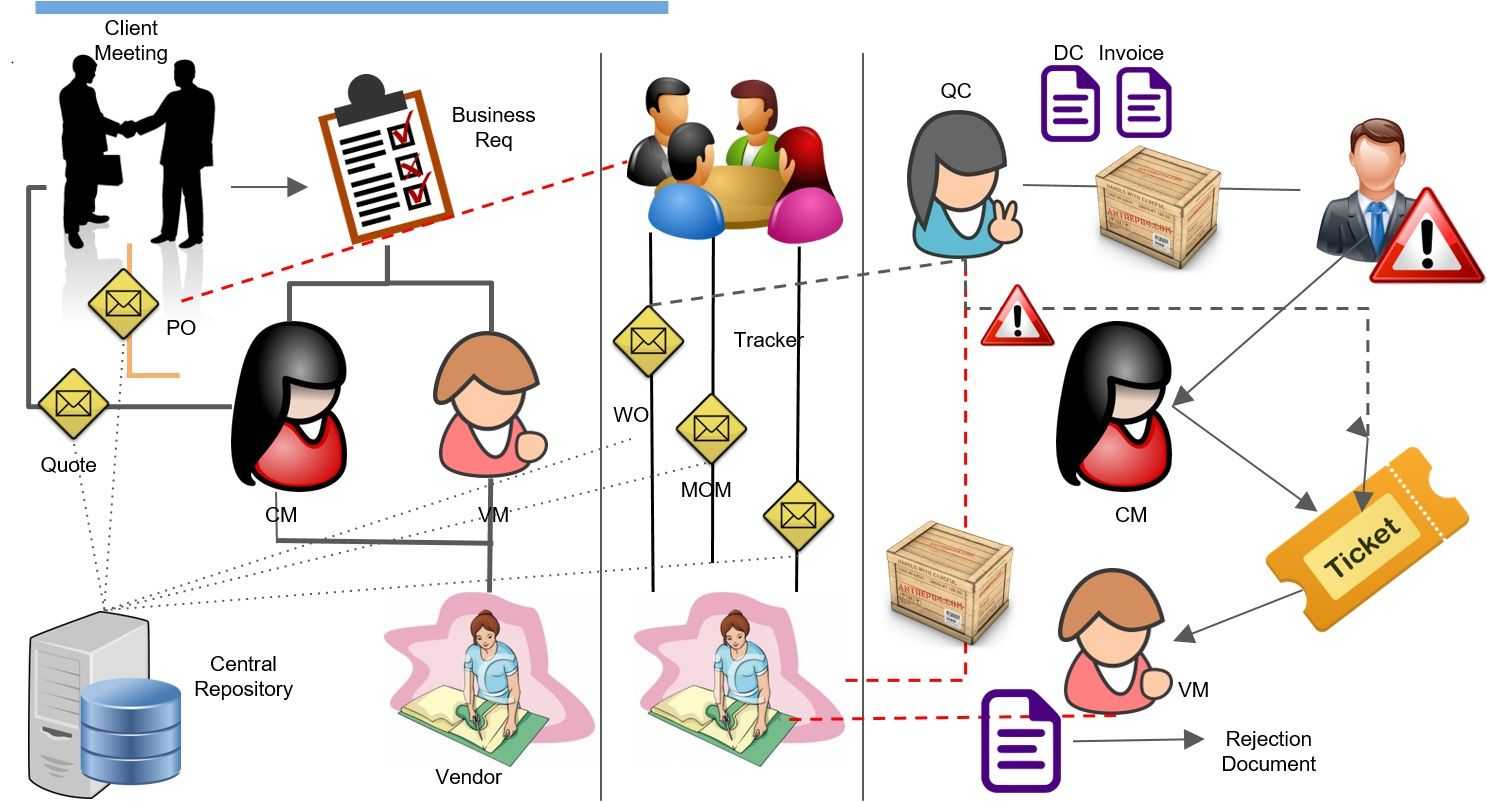 Client
Meeting
Business
Req
PO
Quote
CM
VM
Central
Repository
Vendor
WO
Tracker
MOM
QC
DC Invoice
CM
Ticket
VM
Rejection
Document